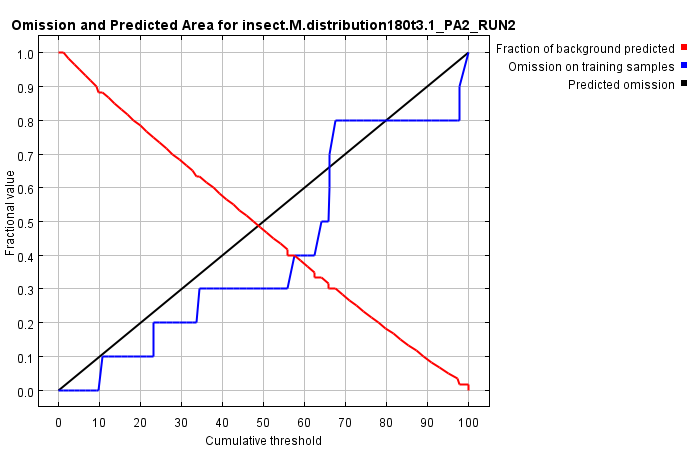 Omission and Predicted Area for insect.M.distribution180t3.1_PA2_RUN2
Fraction of background predicted
Omission on training samples
Predicted omission
1.0
0.9
0.8
0.7
0.6
0.5
0.4
0.3
0.2
0.1
0.0
Fractional value
0 10 20 30 40 50 60 70 80 90 100
Cumulative threshold